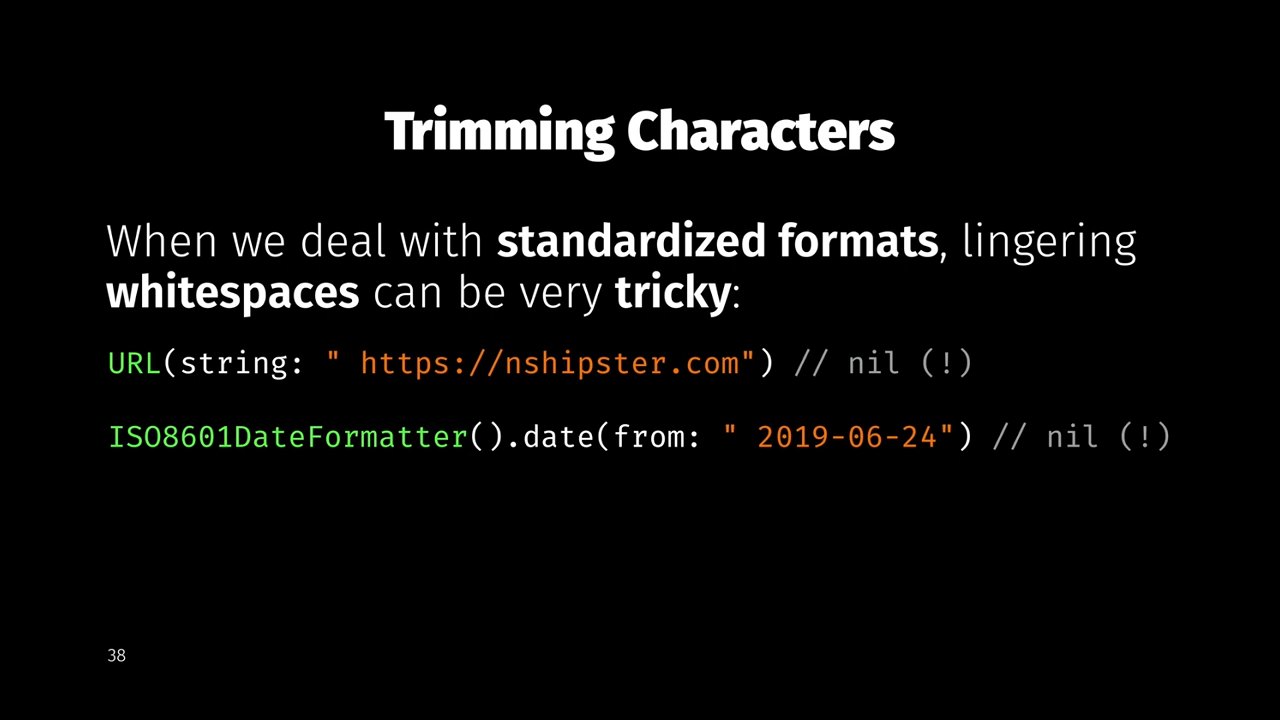 Trimming Characters
When we deal with standardized formats, lingering
whitespaces can be very tricky:
URL(string: " https://nshipster.com") // nil (!)
ISO8601DateFormatter().date(from: " 2019-06-24") // nil (!)
38